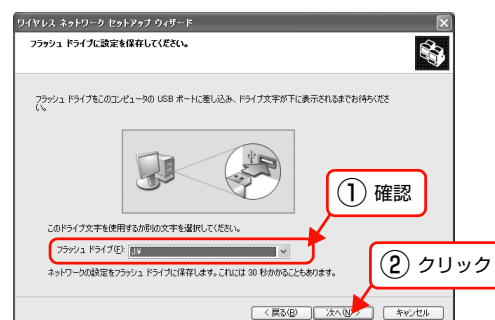 ワイヤレス ネットワーク セットアップ ウィザード
フラッシュ ドライブに設定を保存してください。
フラッシュ ドライブをこのコンピュータの USB ポートに差し込み、ドライブ文字が下に表示されるまでお待ちくださ
い。
① 確認
このドライブ文字を使用するか別の文字を選択してください。
フラッシュ ドライブ(F):
② クリック
ネットワークの設定をフラッシュ ドライブに保存します。これには 30 秒かかることもあります。
< 戻る(B) 次へ(N) > キャンセル